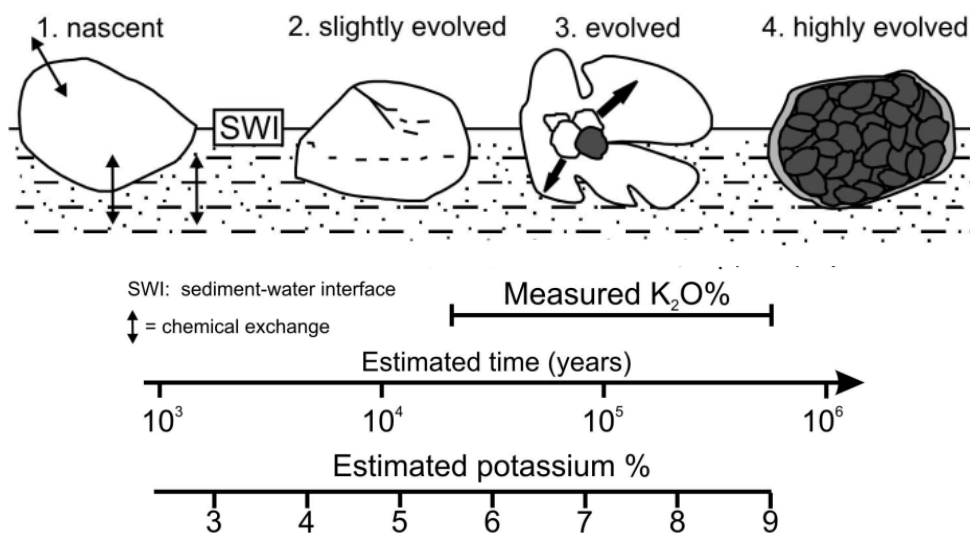 1. nascent
2. slightly evolved
3. evolved
4. highly evolved
SWI
SWI: sediment-water interface
= chemical exchange
Measured K₂O%
Estimated time (years)
10³ 10⁴ 10⁵ 10⁶
Estimated potassium %
3 4 5 6 7 8 9